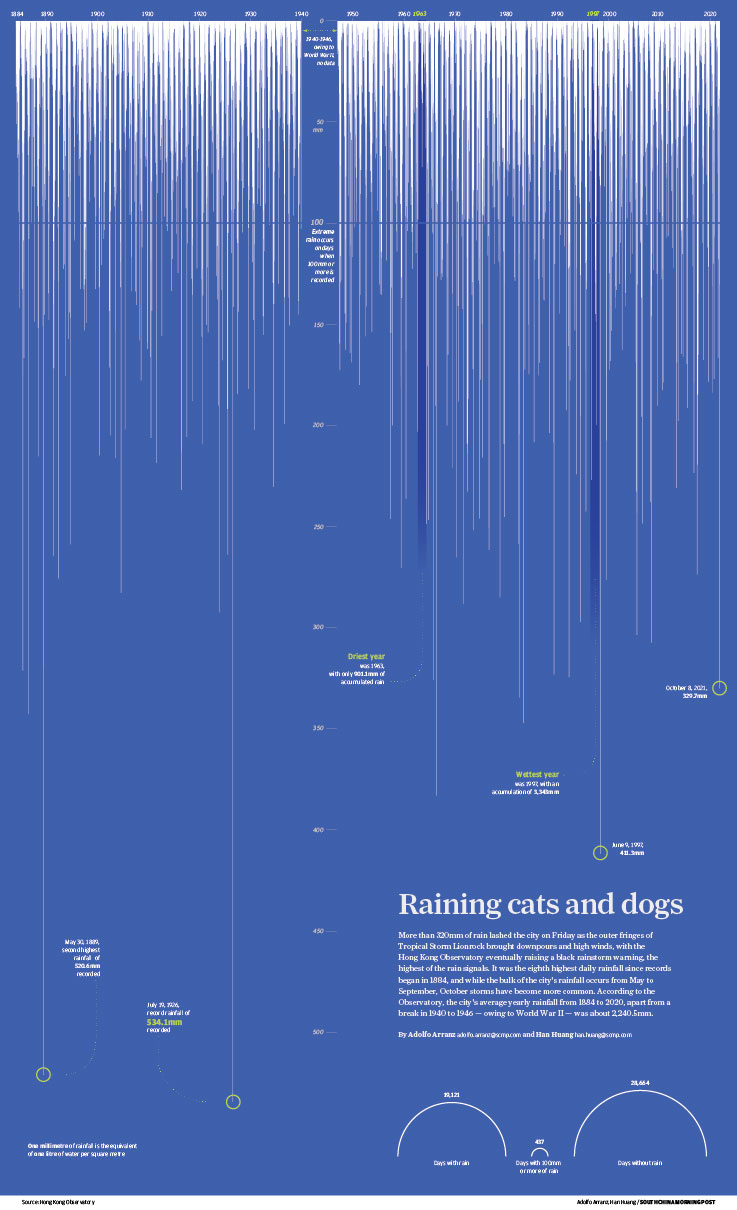 1884 1890 1900 1910 1920 1930 1940 0 1950 1960 1963 1970 1980 1990 1997 2000 2010 2020
1940-1946,
owing to
World War II,
no data
50
mm
100
Extreme
rain occurs
on days
when
100mm or
more is
recorded
150
200
250
300
Driest year
was 1963,
with only 901.1mm of
accumulated rain
October 8, 2021,
329.7mm
350
Wettest year
was 1997, with an
accumulation of 3,343mm
400
June 9, 1997,
411.3mm
Raining cats and dogs
More than 320mm of rain lashed the city on Friday as the outer fringes of
Tropical Storm Lionrock brought downpours and high winds, with the
Hong Kong Observatory eventually raising a black rainstorm warning, the
highest of the rain signals. It was the eighth highest daily rainfall since records
began in 1884, and while the bulk of the city's rainfall occurs from May to
September, October storms have become more common. According to the
Observatory, the city's average yearly rainfall from 1884 to 2020, apart from a
break in 1940 to 1946 — owing to World War II — was about 2,240.5mm.
By Adolfo Arranz adolfo.arranz@scmp.com and Han Huang han.huang@scmp.com
450
May 30, 1889,
second highest
rainfall of
520.6mm
recorded
July 19, 1926,
record rainfall of
534.1mm
recorded
500
19,121
Days with rain
437
Days with 100mm
or more of rain
28,664
Days without rain
One millimetre of rainfall is the equivalent
of one litre of water per square metre
Source: Hong Kong Observatory
Adolfo Arranz, Han Huang / SOUTH CHINA MORNING POST